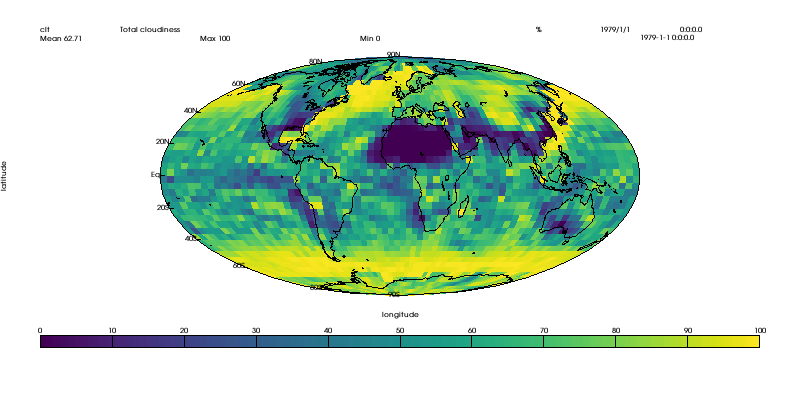 clt Total cloudiness % 1979/1/1 0:0:0.0
Mean 62.71 Max 100 Min 0 1979-1-1 0:0:0.0
90N
80N
60N
40N
20N
Eq
20S
40S
60S
80S
90S
latitude
longitude
0 10 20 30 40 50 60 70 80 90 100